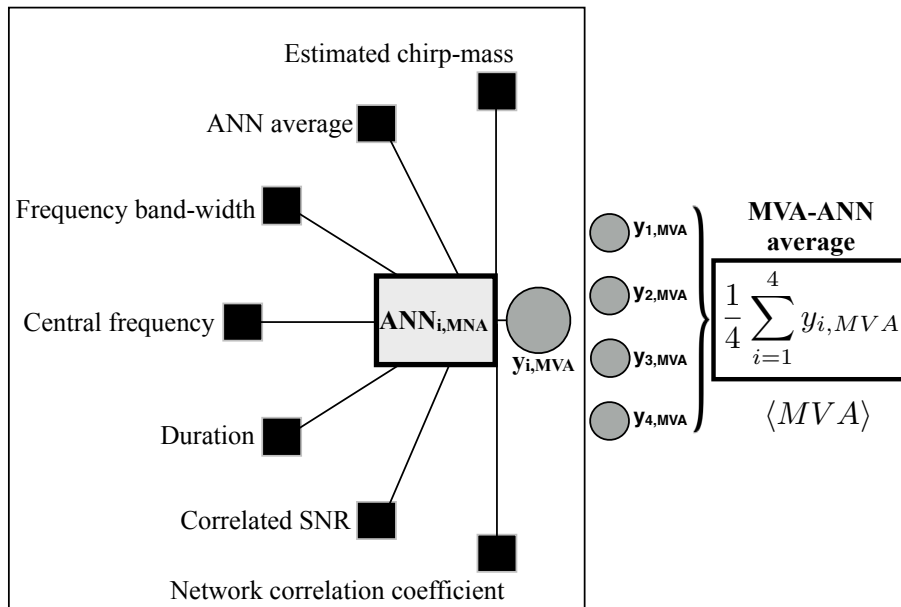 Estimated chirp-mass
ANN average
Frequency band-width
Central frequency
Duration
Correlated SNR
Network correlation coefficient
ANNi,MNA
yi,MVA
y1,MVA
y2,MVA
y3,MVA
y4,MVA
MVA-ANN
average
1/4 ∑_{i=1}^{4} y_{i,MVA}
⟨MVA⟩